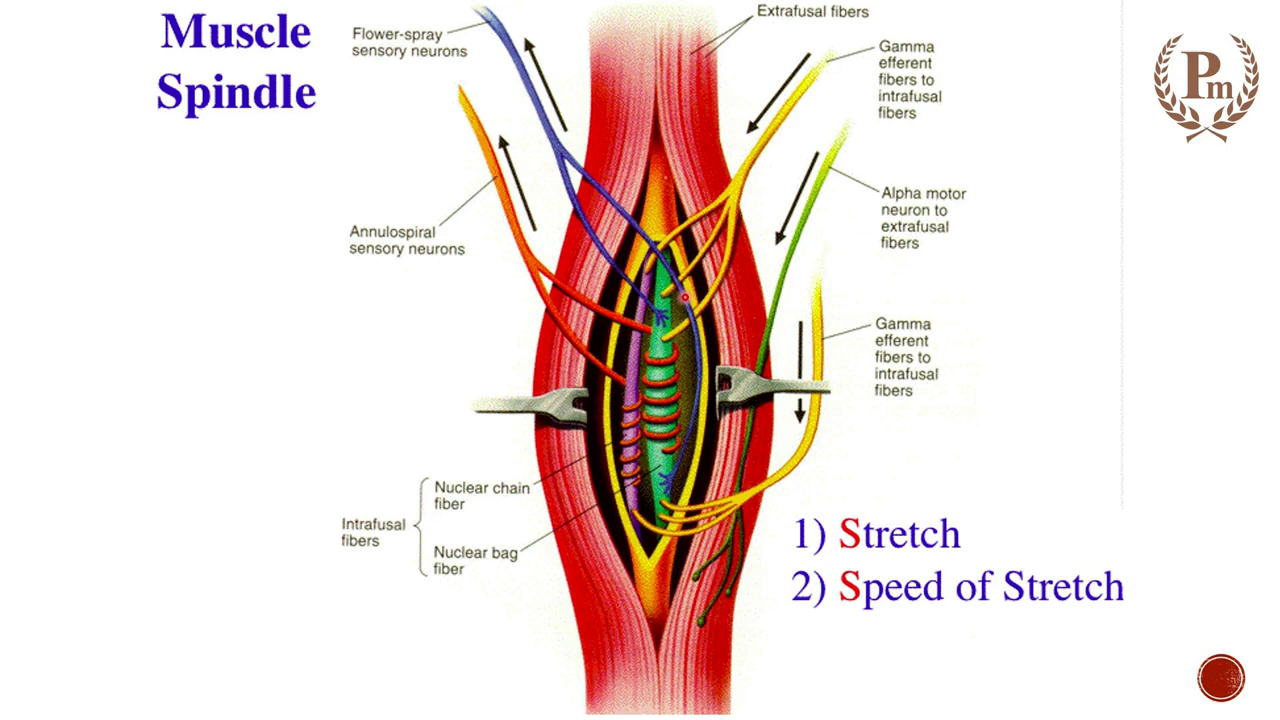 Muscle
Spindle
Flower-spray
sensory neurons
Extrafusal fibers
Gamma
efferent
fibers to
intrafusal
fibers
Pm
Alpha motor
neuron to
extrafusal
fibers
Annulospiral
sensory neurons
Gamma
efferent
fibers to
intrafusal
fibers
Nuclear chain
fiber
Intrafusal
fibers
Nuclear bag
fiber
1) Stretch
2) Speed of Stretch